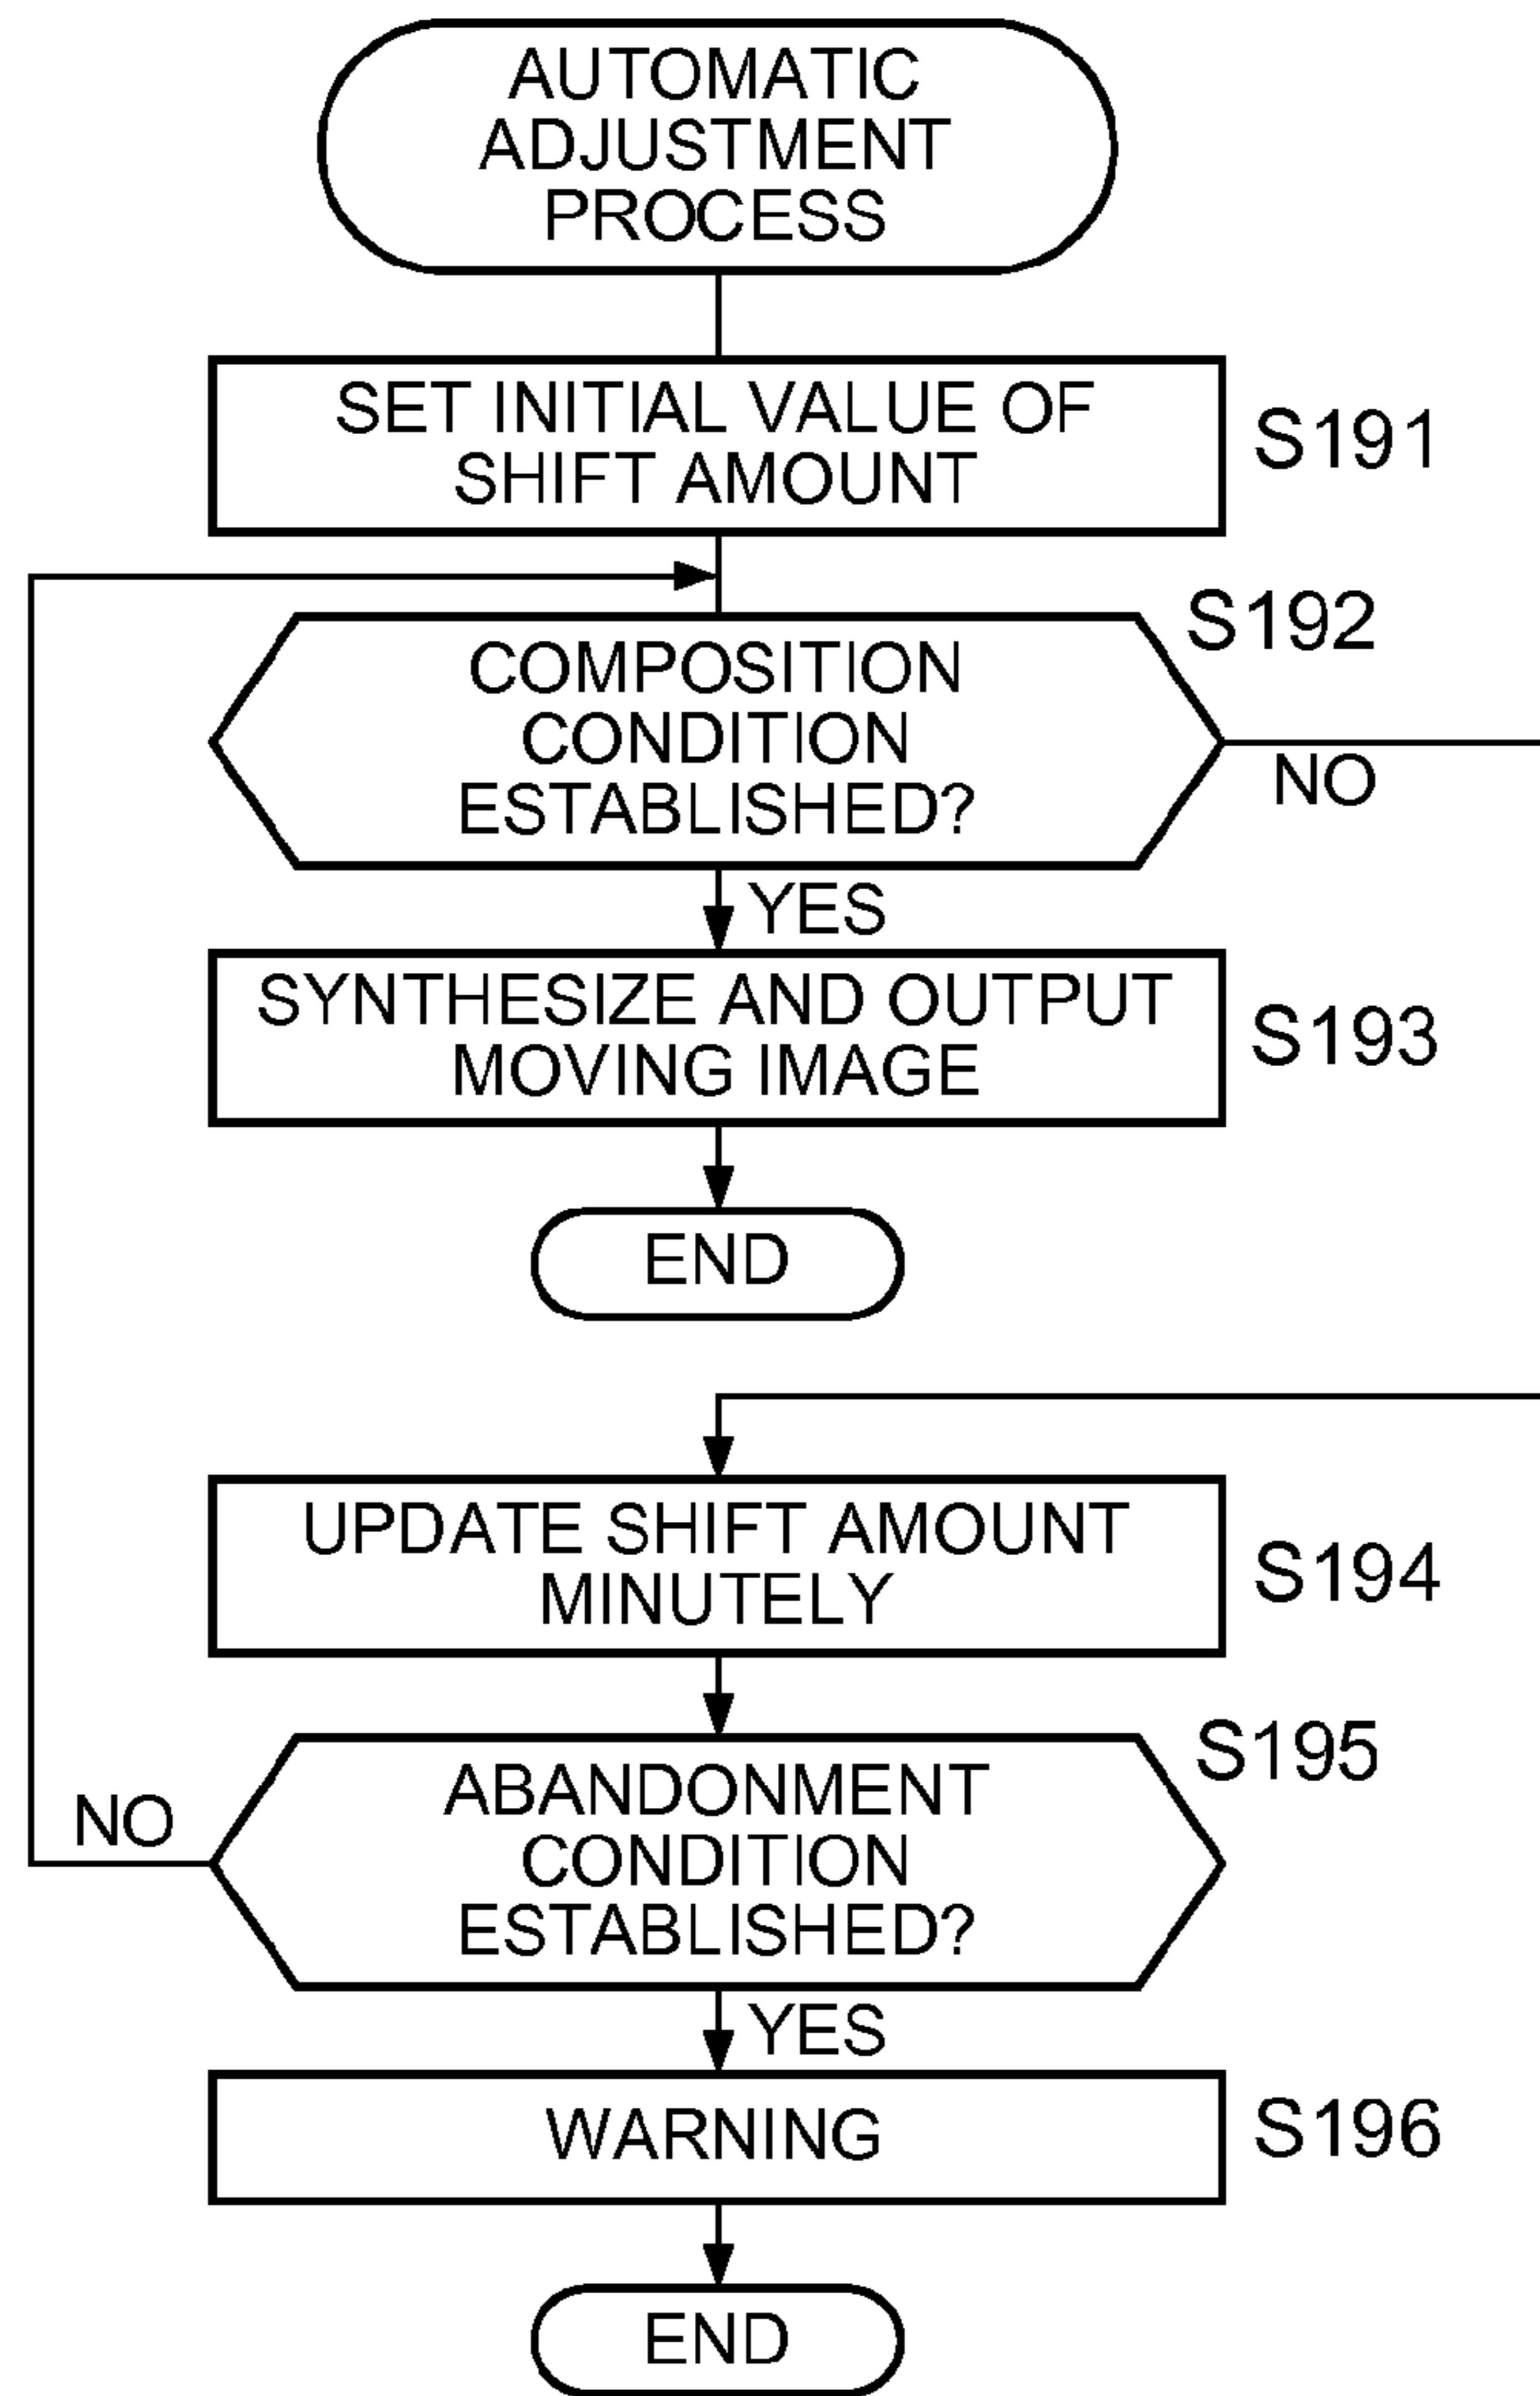 AUTOMATIC
ADJUSTMENT
PROCESS
SET INITIAL VALUE OF
SHIFT AMOUNT
S191
S192
COMPOSITION
CONDITION
ESTABLISHED?
NO
YES
SYNTHESIZE AND OUTPUT
MOVING IMAGE
S193
END
UPDATE SHIFT AMOUNT
MINUTELY
S194
S195
ABANDONMENT
CONDITION
ESTABLISHED?
NO
YES
WARNING
S196
END